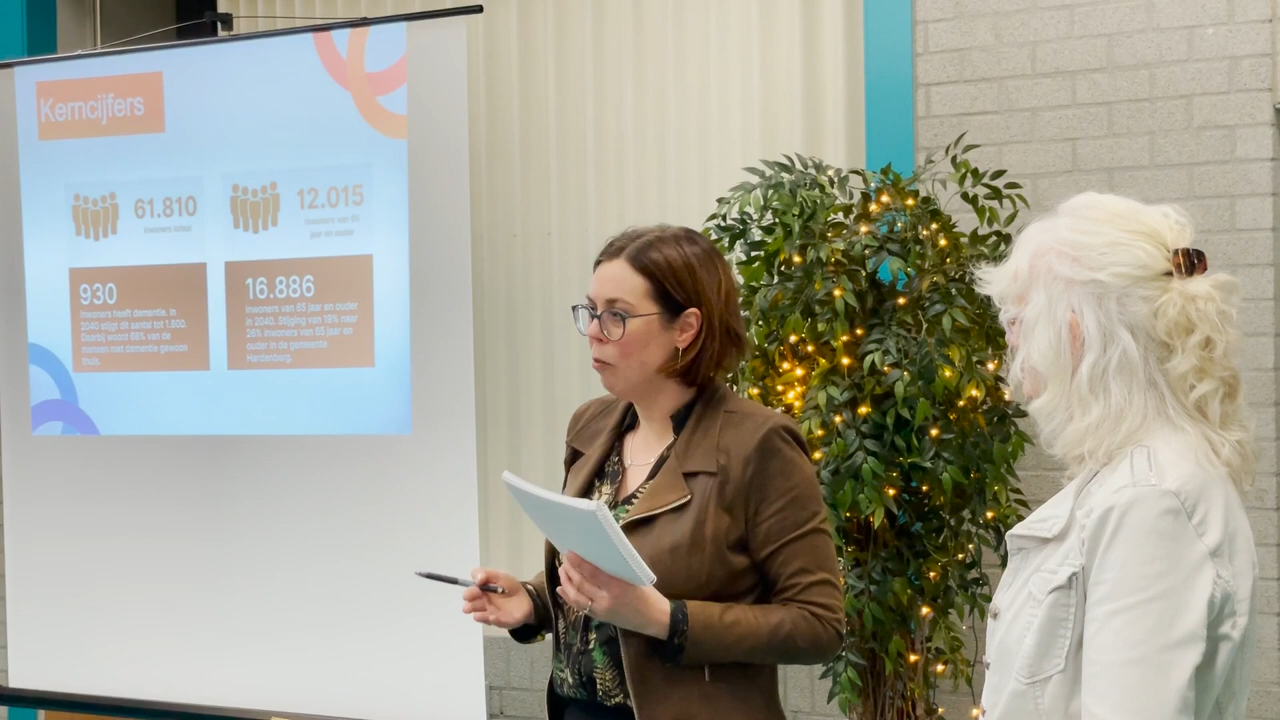 Kerncijfers
61.810
Inwoners totaal
12.015
Inwoners van 65
jaar en ouder
930
Inwoners heeft dementie. In
2040 stijgt dit aantal tot 1.800.
Daarbij woont 68% van de
mensen met dementie gewoon
thuis.
16.886
Inwoners van 65 jaar en ouder
in 2040. Stijging van 19% naar
26% inwoners van 65 jaar en
ouder in de gemeente
Hardenberg.